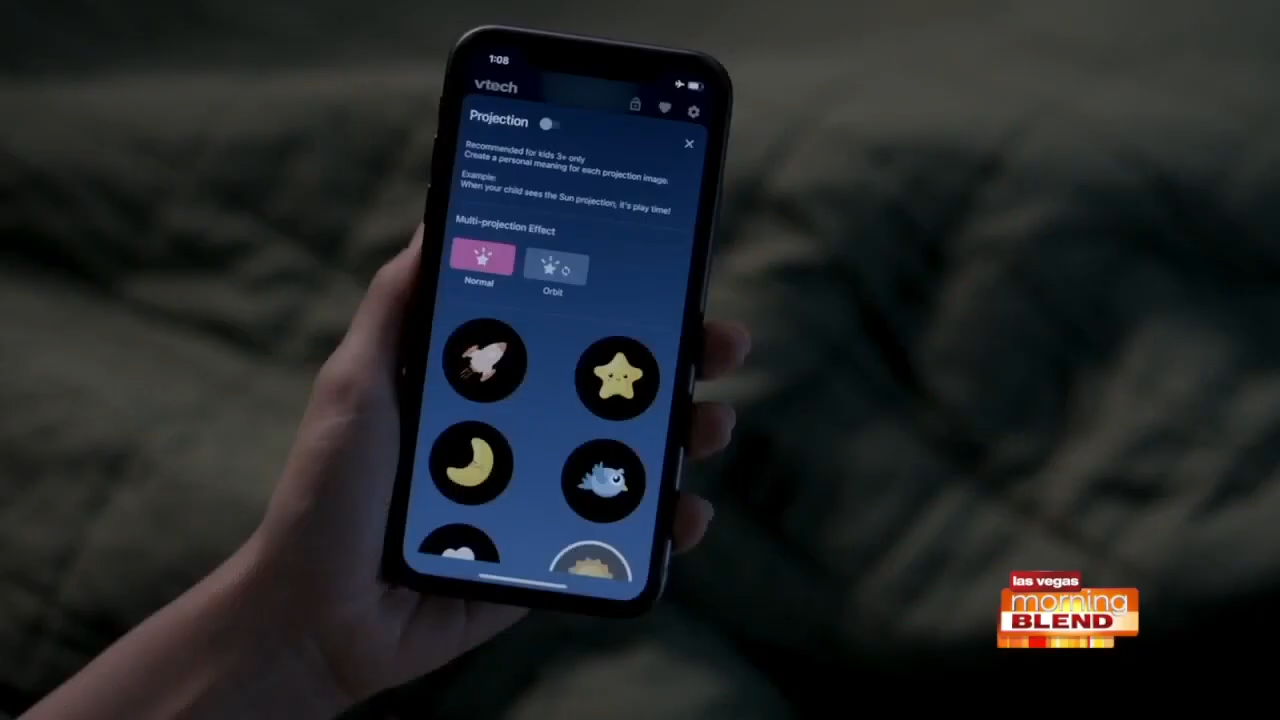 1:08
vtech
Projection
Recommended for kids 3+ only
Create a personal meaning for each projection image.
Example:
When your child sees the Sun projection, it's play time!
Multi-projection Effect
Normal
Orbit
las vegas
morning
BLEND